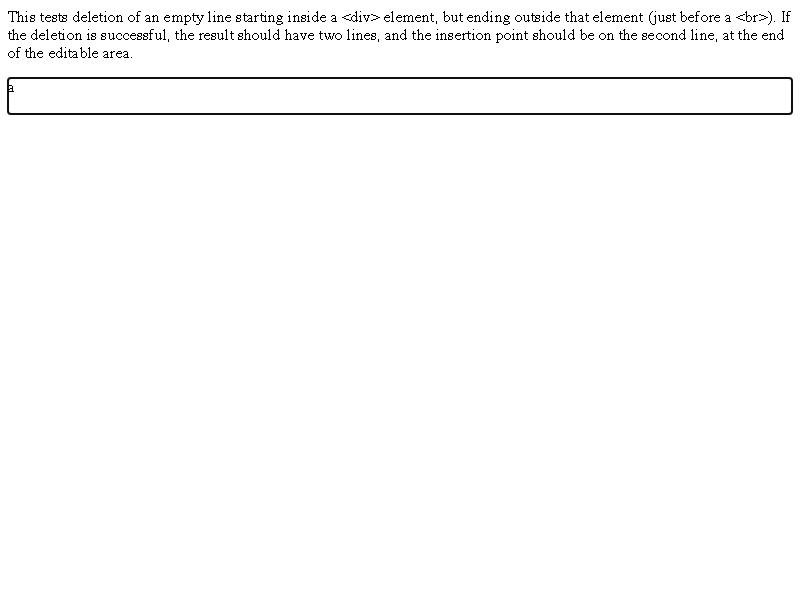 This tests deletion of an empty line starting inside a <div> element, but ending outside that element (just before a <br>). If
the deletion is successful, the result should have two lines, and the insertion point should be on the second line, at the end
of the editable area.
a